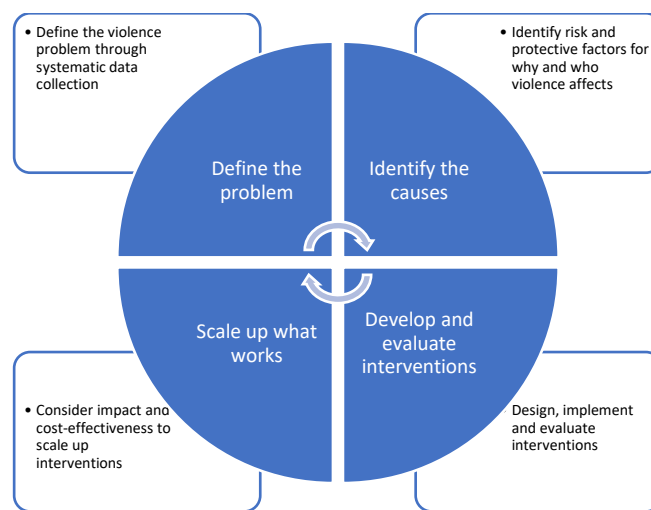 • Define the violence
problem through
systematic data
collection
• Identify risk and
protective factors for
why and who
violence affects
Define the
problem
Identify the
causes
Scale up what
works
Develop and
evaluate
interventions
• Consider impact and
cost-effectiveness to
scale up
interventions
• Design, implement
and evaluate
interventions